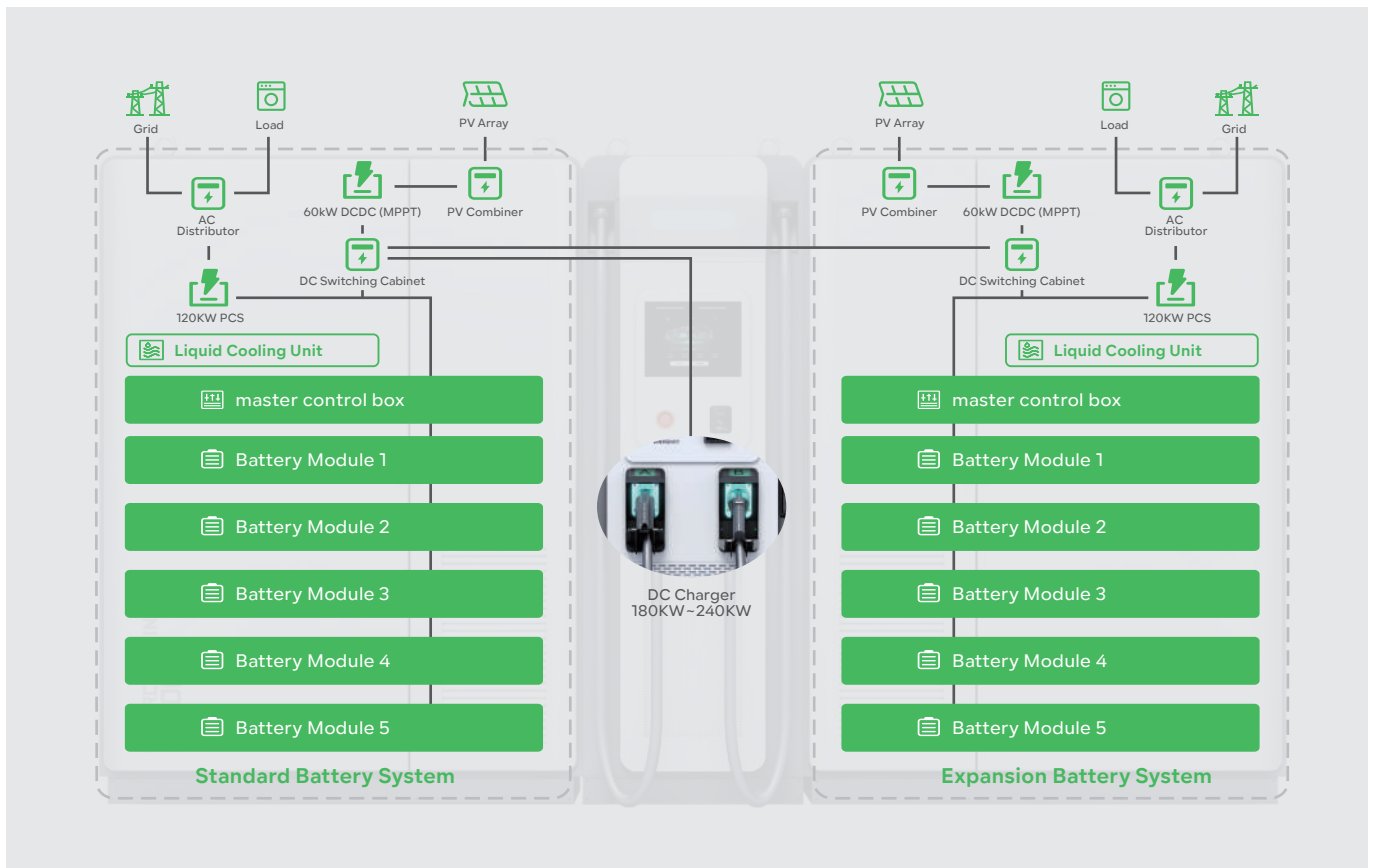 Grid
Load
PV Array
PV Array
Load
Grid
60kW DCDC (MPPT)
PV Combiner
PV Combiner
60kW DCDC (MPPT)
AC
Distributor
AC
Distributor
DC Switching Cabinet
DC Switching Cabinet
120KW PCS
120KW PCS
Liquid Cooling Unit
Liquid Cooling Unit
master control box
master control box
Battery Module 1
Battery Module 1
A
B
Battery Module 2
Battery Module 2
Battery Module 3
Battery Module 3
DC Charger
180KW~240KW
Battery Module 4
Battery Module 4
Battery Module 5
Battery Module 5
Standard Battery System
Expansion Battery System